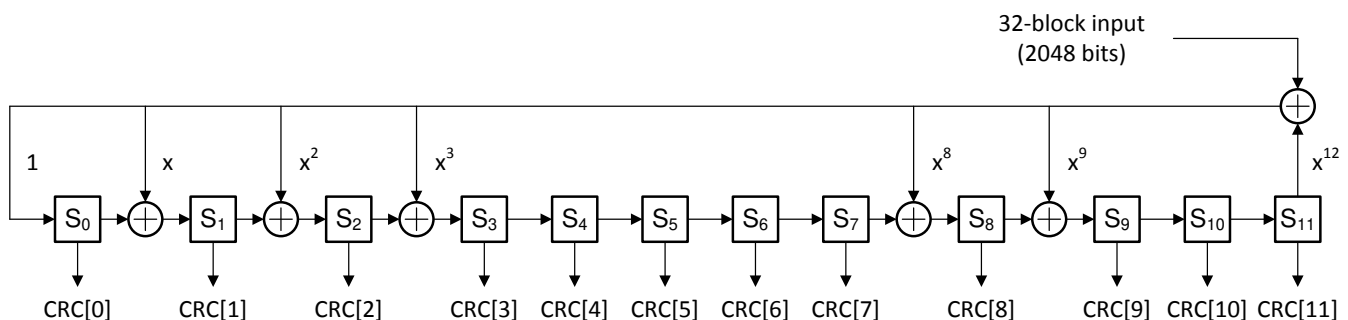 32-block input
(2048 bits)
1 x x² x³ x⁸ x⁹ x¹²
S₀ S₁ S₂ S₃ S₄ S₅ S₆ S₇ S₈ S₉ S₁₀ S₁₁
CRC[0] CRC[1] CRC[2] CRC[3] CRC[4] CRC[5] CRC[6] CRC[7] CRC[8] CRC[9] CRC[10] CRC[11]